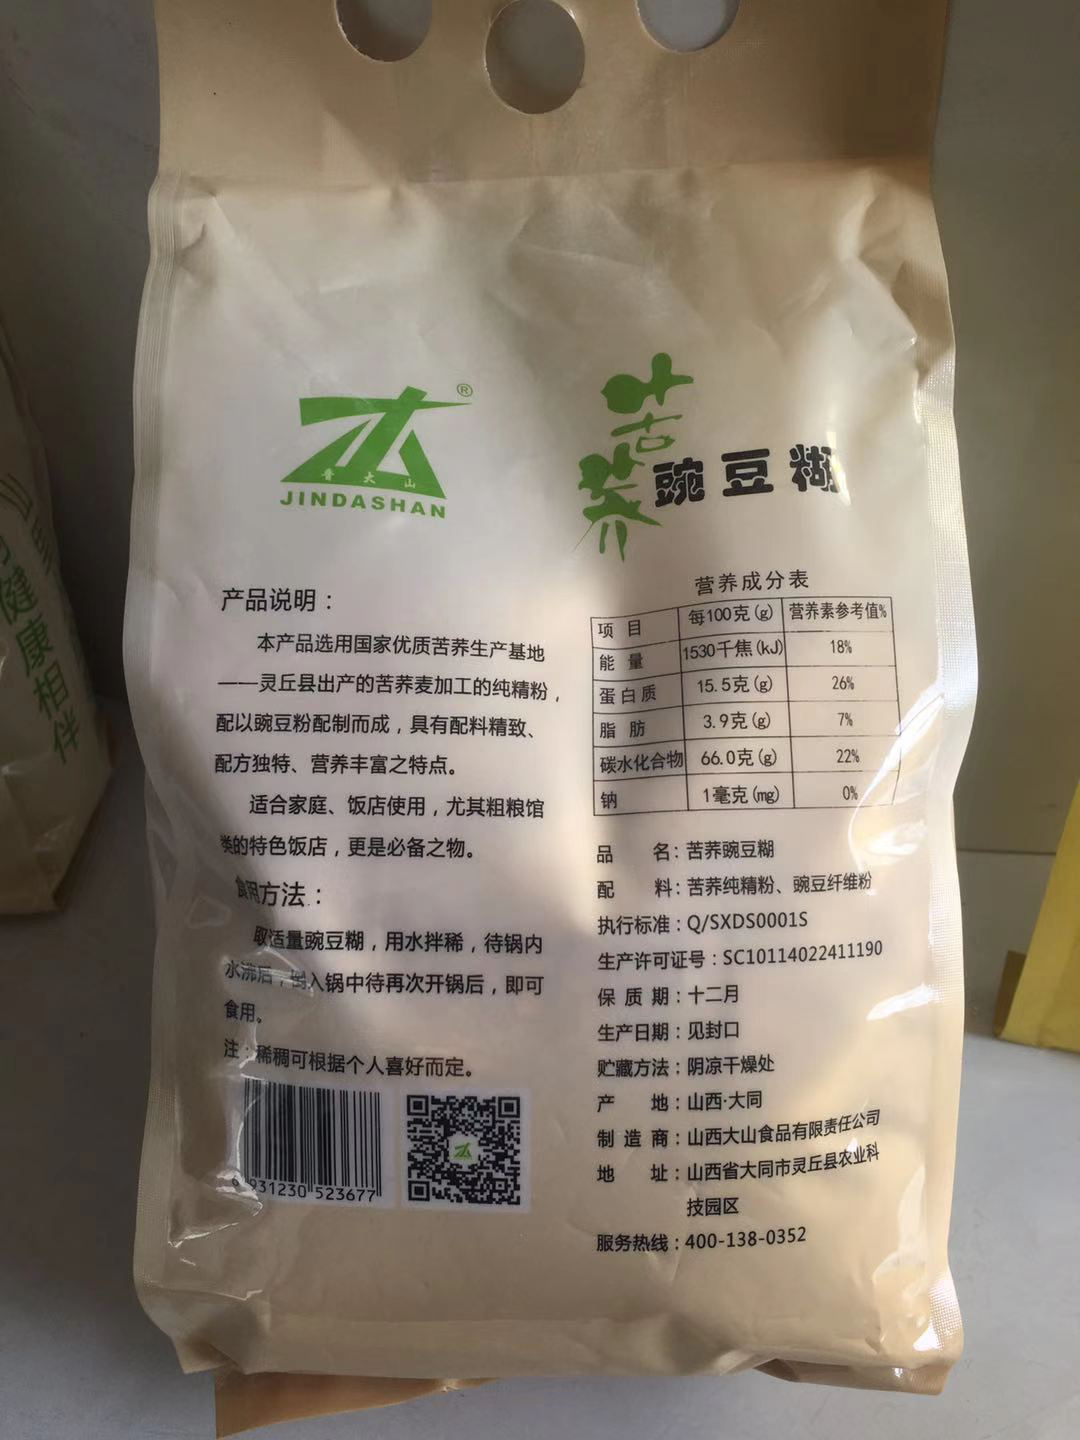 ®
晋大山
JINDASHAN
苦荞
豌豆糊
产品说明：
本产品选用国家优质苦荞生产基地
——灵丘县出产的苦荞麦加工的纯精粉，
配以豌豆粉配制而成，具有配料精致、
配方独特、营养丰富之特点。
适合家庭、饭店使用，尤其粗粮馆
类的特色饭店，更是必备之物。
食用方法：
取适量豌豆糊，用水拌稀，待锅内
水沸后，倒入锅中待再次开锅后，即可
食用。
注：稀稠可根据个人喜好而定。
931230 523677
营养成分表
项目 每100克(g) 营养素参考值%
能量 1530千焦(kJ) 18%
蛋白质 15.5克(g) 26%
脂肪 3.9克(g) 7%
碳水化合物 66.0克(g) 22%
钠 1毫克(mg) 0%
品名：苦荞豌豆糊
配料：苦荞纯精粉、豌豆纤维粉
执行标准：Q/SXDS0001S
生产许可证号：SC10114022411190
保质期：十二月
生产日期：见封口
贮藏方法：阴凉干燥处
产地：山西·大同
制造商：山西大山食品有限责任公司
地址：山西省大同市灵丘县农业科
技园区
服务热线：400-138-0352
健康相伴